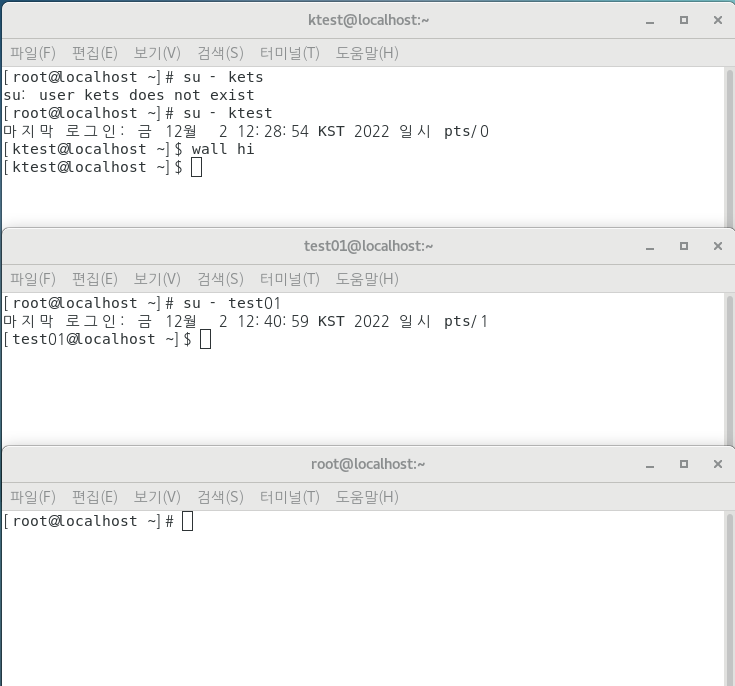 ktest@localhost:~
파일(F) 편집(E) 보기(V) 검색(S) 터미널(T) 도움말(H)
[root@localhost ~]# su - kets
su: user kets does not exist
[root@localhost ~]# su - ktest
마지막 로그인: 금 12월  2 12:28:54 KST 2022 일시 pts/0
[ktest@localhost ~]$ wall hi
[ktest@localhost ~]$
test01@localhost:~
파일(F) 편집(E) 보기(V) 검색(S) 터미널(T) 도움말(H)
[root@localhost ~]# su - test01
마지막 로그인: 금 12월  2 12:40:59 KST 2022 일시 pts/1
[test01@localhost ~]$
root@localhost:~
파일(F) 편집(E) 보기(V) 검색(S) 터미널(T) 도움말(H)
[root@localhost ~]#